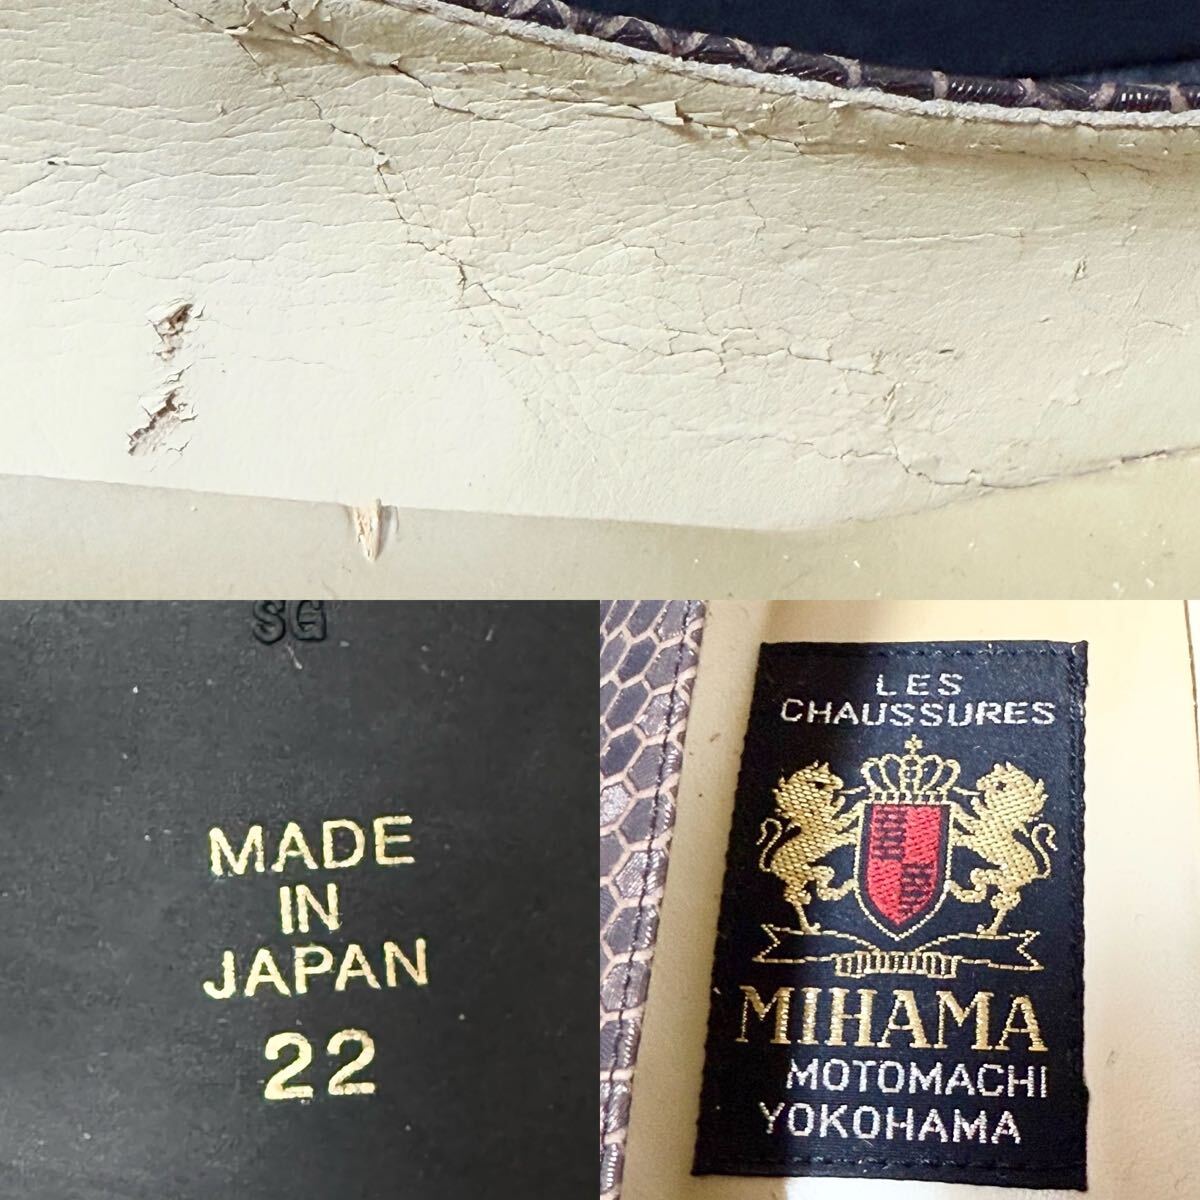 SG
MADE
IN
JAPAN
22
LES
CHAUSSURES
MIHAMA
MOTOMACHI
YOKOHAMA